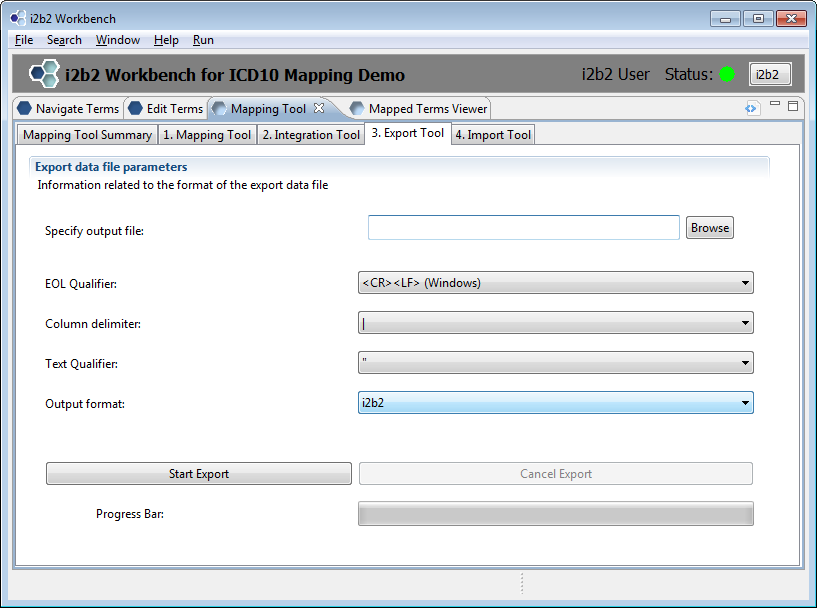 i2b2 Workbench
File Search Window Help Run
i2b2 Workbench for ICD10 Mapping Demo i2b2 User Status: i2b2
Navigate Terms Edit Terms Mapping Tool Mapped Terms Viewer
Mapping Tool Summary 1. Mapping Tool 2. Integration Tool 3. Export Tool 4. Import Tool
Export data file parameters
Information related to the format of the export data file
Specify output file: Browse
EOL Qualifier: <CR><LF> (Windows)
Column delimiter: |
Text Qualifier: "
Output format: i2b2
Start Export Cancel Export
Progress Bar: